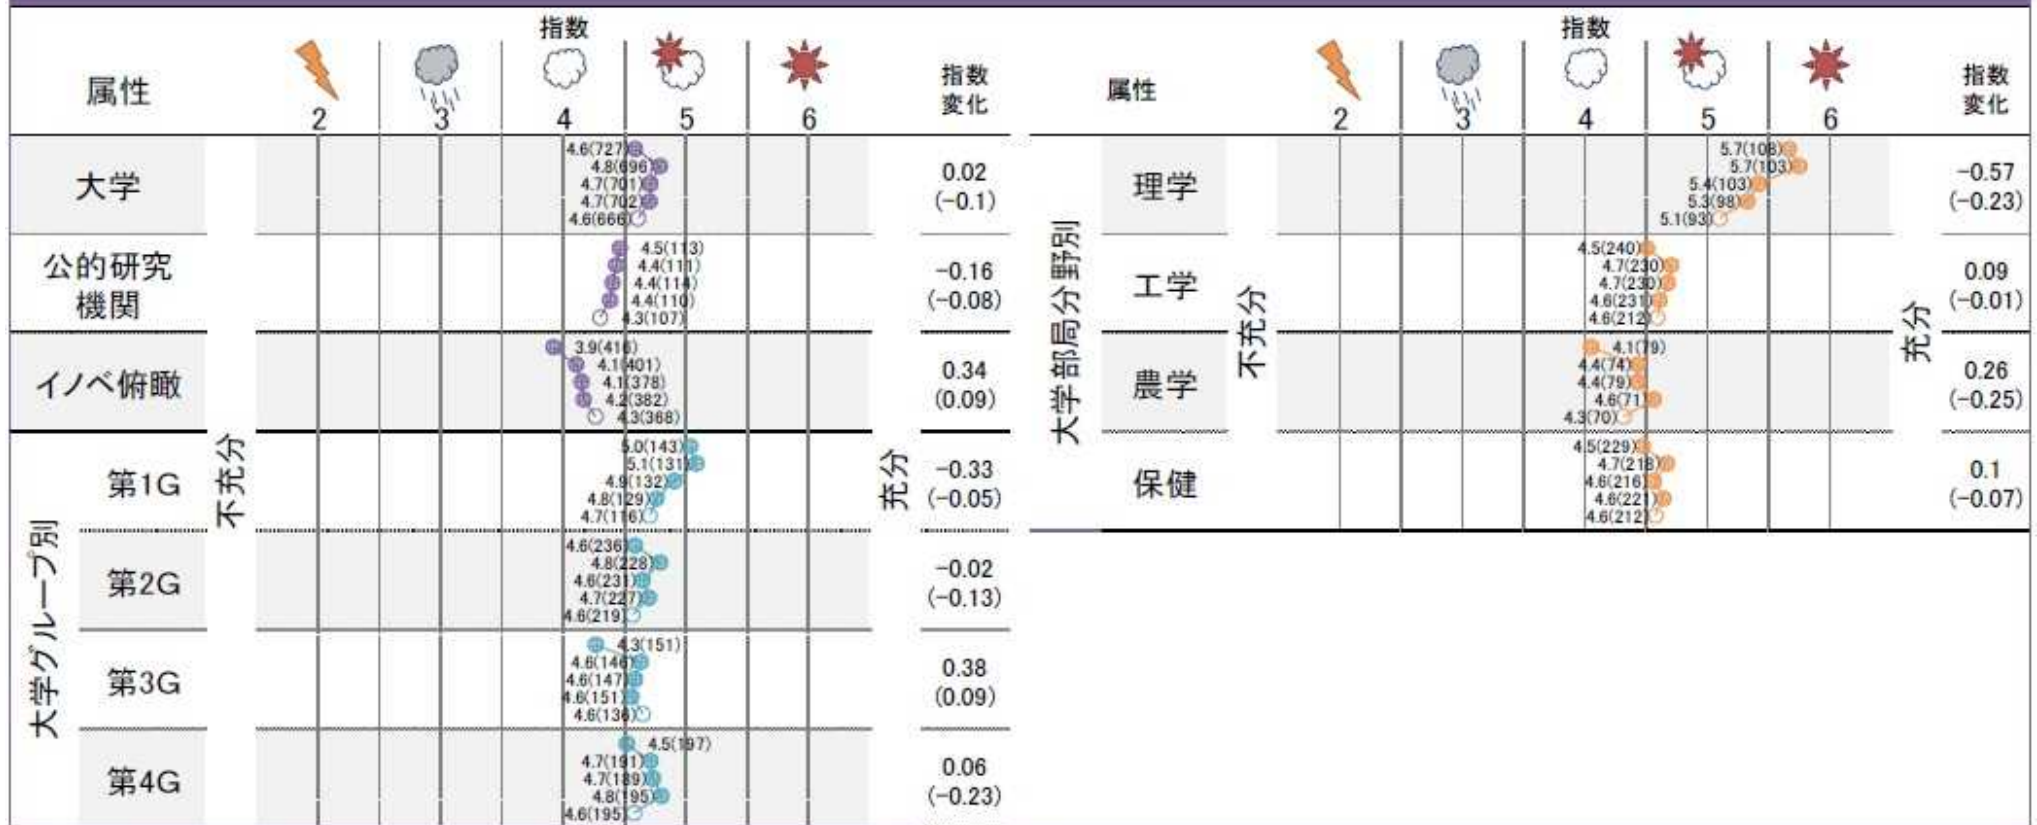 指数
属性
2 3 4 5 6
指数
変化
大学
4.6(727)
4.8(696)
4.7(701)
4.7(702)
4.6(666)
0.02
(-0.1)
公的研究
機関
4.5(113)
4.4(111)
4.4(114)
4.4(110)
4.3(107)
-0.16
(-0.08)
イノベ俯瞰
3.9(416)
4.1(401)
4.1(378)
4.2(382)
4.3(368)
0.34
(0.09)
不充分
充分
大学グループ別
第1G
5.0(143)
5.1(131)
4.9(132)
4.8(129)
4.7(116)
-0.33
(-0.05)
第2G
4.6(236)
4.8(228)
4.6(231)
4.7(227)
4.6(219)
-0.02
(-0.13)
第3G
4.3(151)
4.6(146)
4.6(147)
4.6(151)
4.6(136)
0.38
(0.09)
第4G
4.5(197)
4.7(191)
4.7(189)
4.8(195)
4.6(195)
0.06
(-0.23)
指数
属性
2 3 4 5 6
指数
変化
大学部局分野別
不充分
充分
理学
5.7(108)
5.7(103)
5.4(103)
5.3(98)
5.1(93)
-0.57
(-0.23)
工学
4.5(240)
4.7(230)
4.7(230)
4.6(231)
4.6(212)
0.09
(-0.01)
農学
4.1(79)
4.4(74)
4.4(79)
4.6(71)
4.3(70)
0.26
(-0.25)
保健
4.5(229)
4.7(218)
4.6(216)
4.6(221)
4.6(212)
0.1
(-0.07)